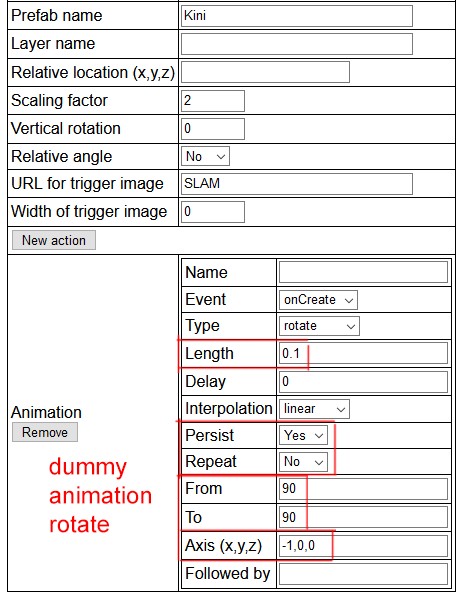 Prefab name Kini
Layer name
Relative location (x,y,z)
Scaling factor 2
Vertical rotation 0
Relative angle No
URL for trigger image SLAM
Width of trigger image 0
New action
Animation
Remove
dummy
animation
rotate
Name
Event onCreate
Type rotate
Length 0.1
Delay 0
Interpolation linear
Persist Yes
Repeat No
From 90
To 90
Axis (x,y,z) -1,0,0
Followed by